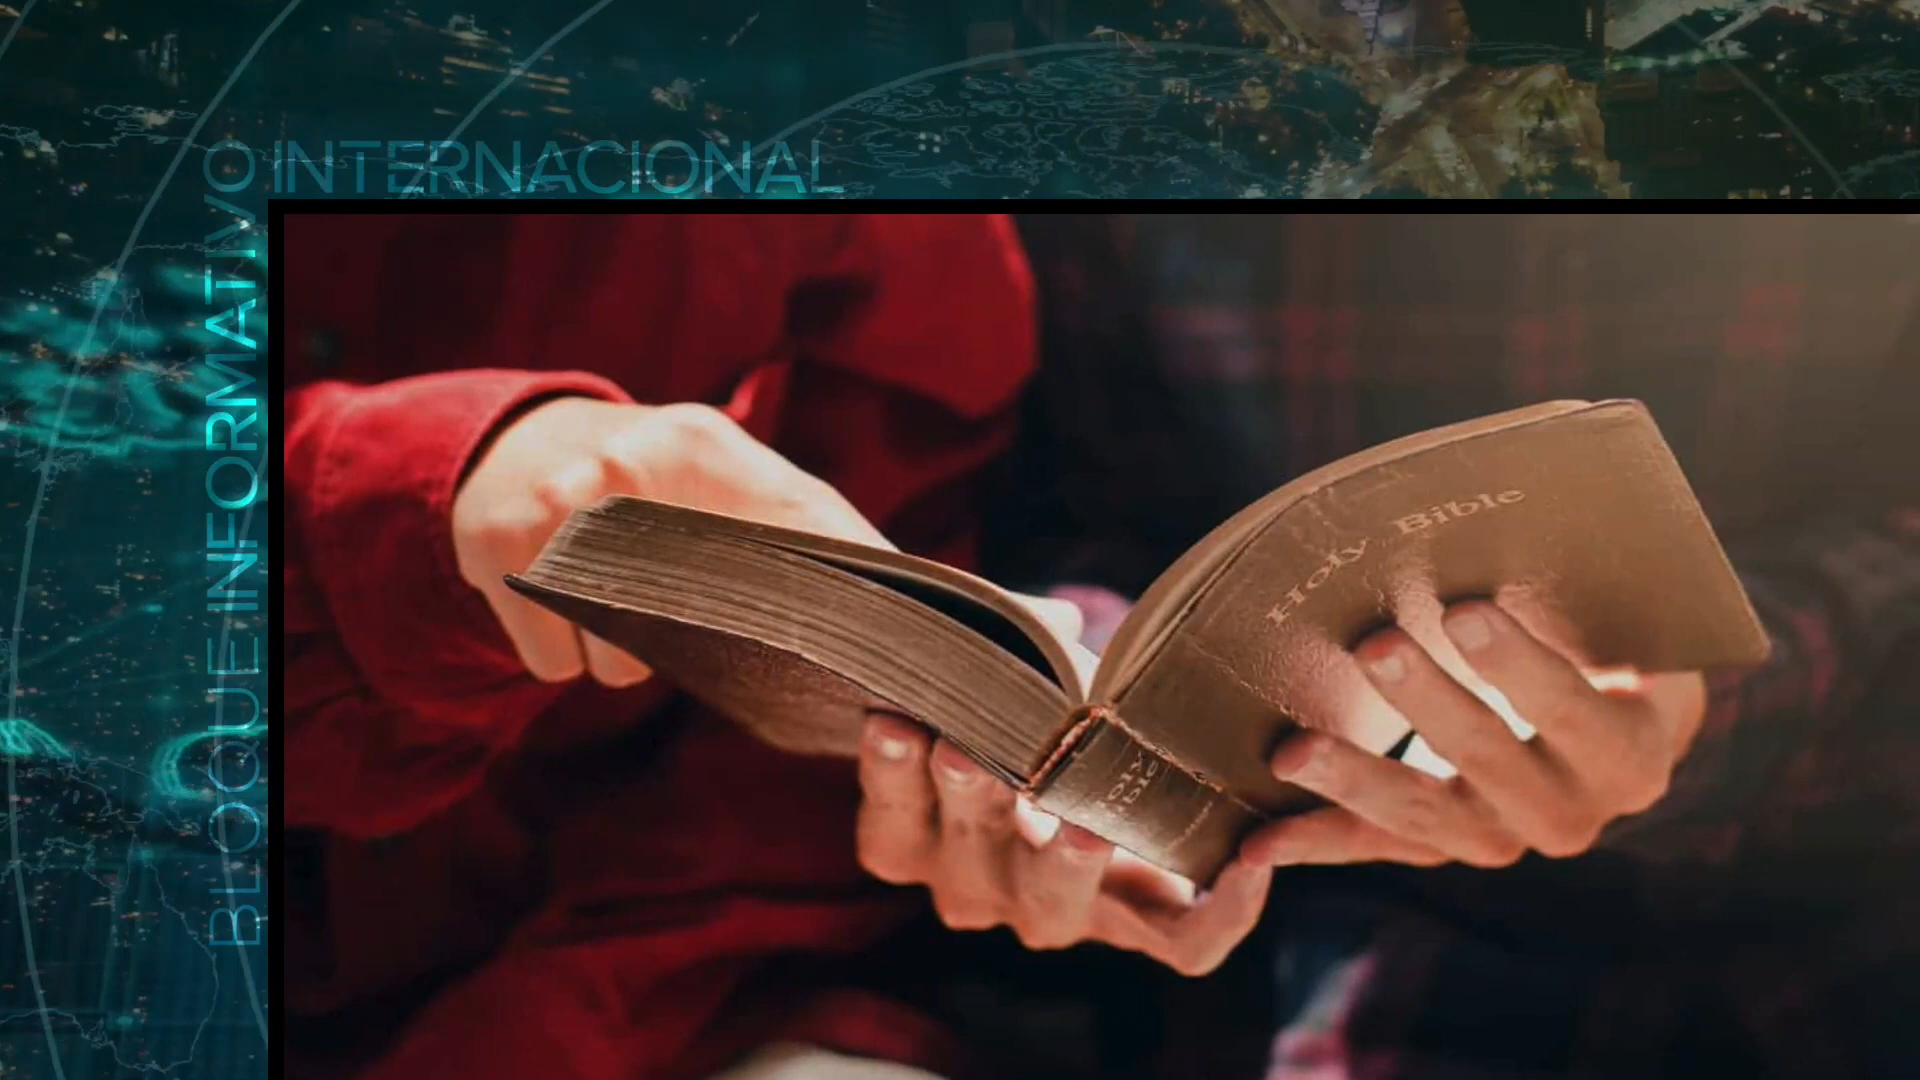 BLOQUE INFORMATIVO
INTERNACIONAL
Holy Bible
Holy
Bible